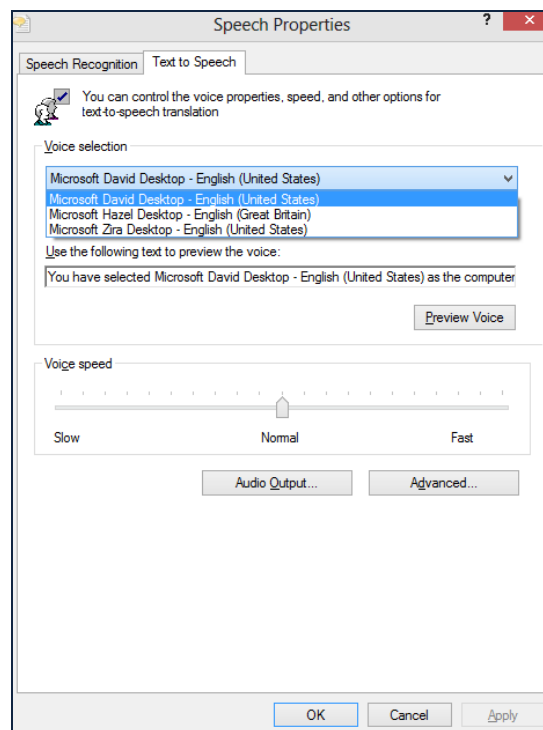 Speech Properties
?
Speech Recognition
Text to Speech
You can control the voice properties, speed, and other options for
text-to-speech translation
Voice selection
Microsoft David Desktop - English (United States)
Microsoft David Desktop - English (United States)
Microsoft Hazel Desktop - English (Great Britain)
Microsoft Zira Desktop - English (United States)
Use the following text to preview the voice:
You have selected Microsoft David Desktop - English (United States) as the computer
Preview Voice
Voice speed
Slow Normal Fast
Audio Output... Advanced...
OK Cancel Apply